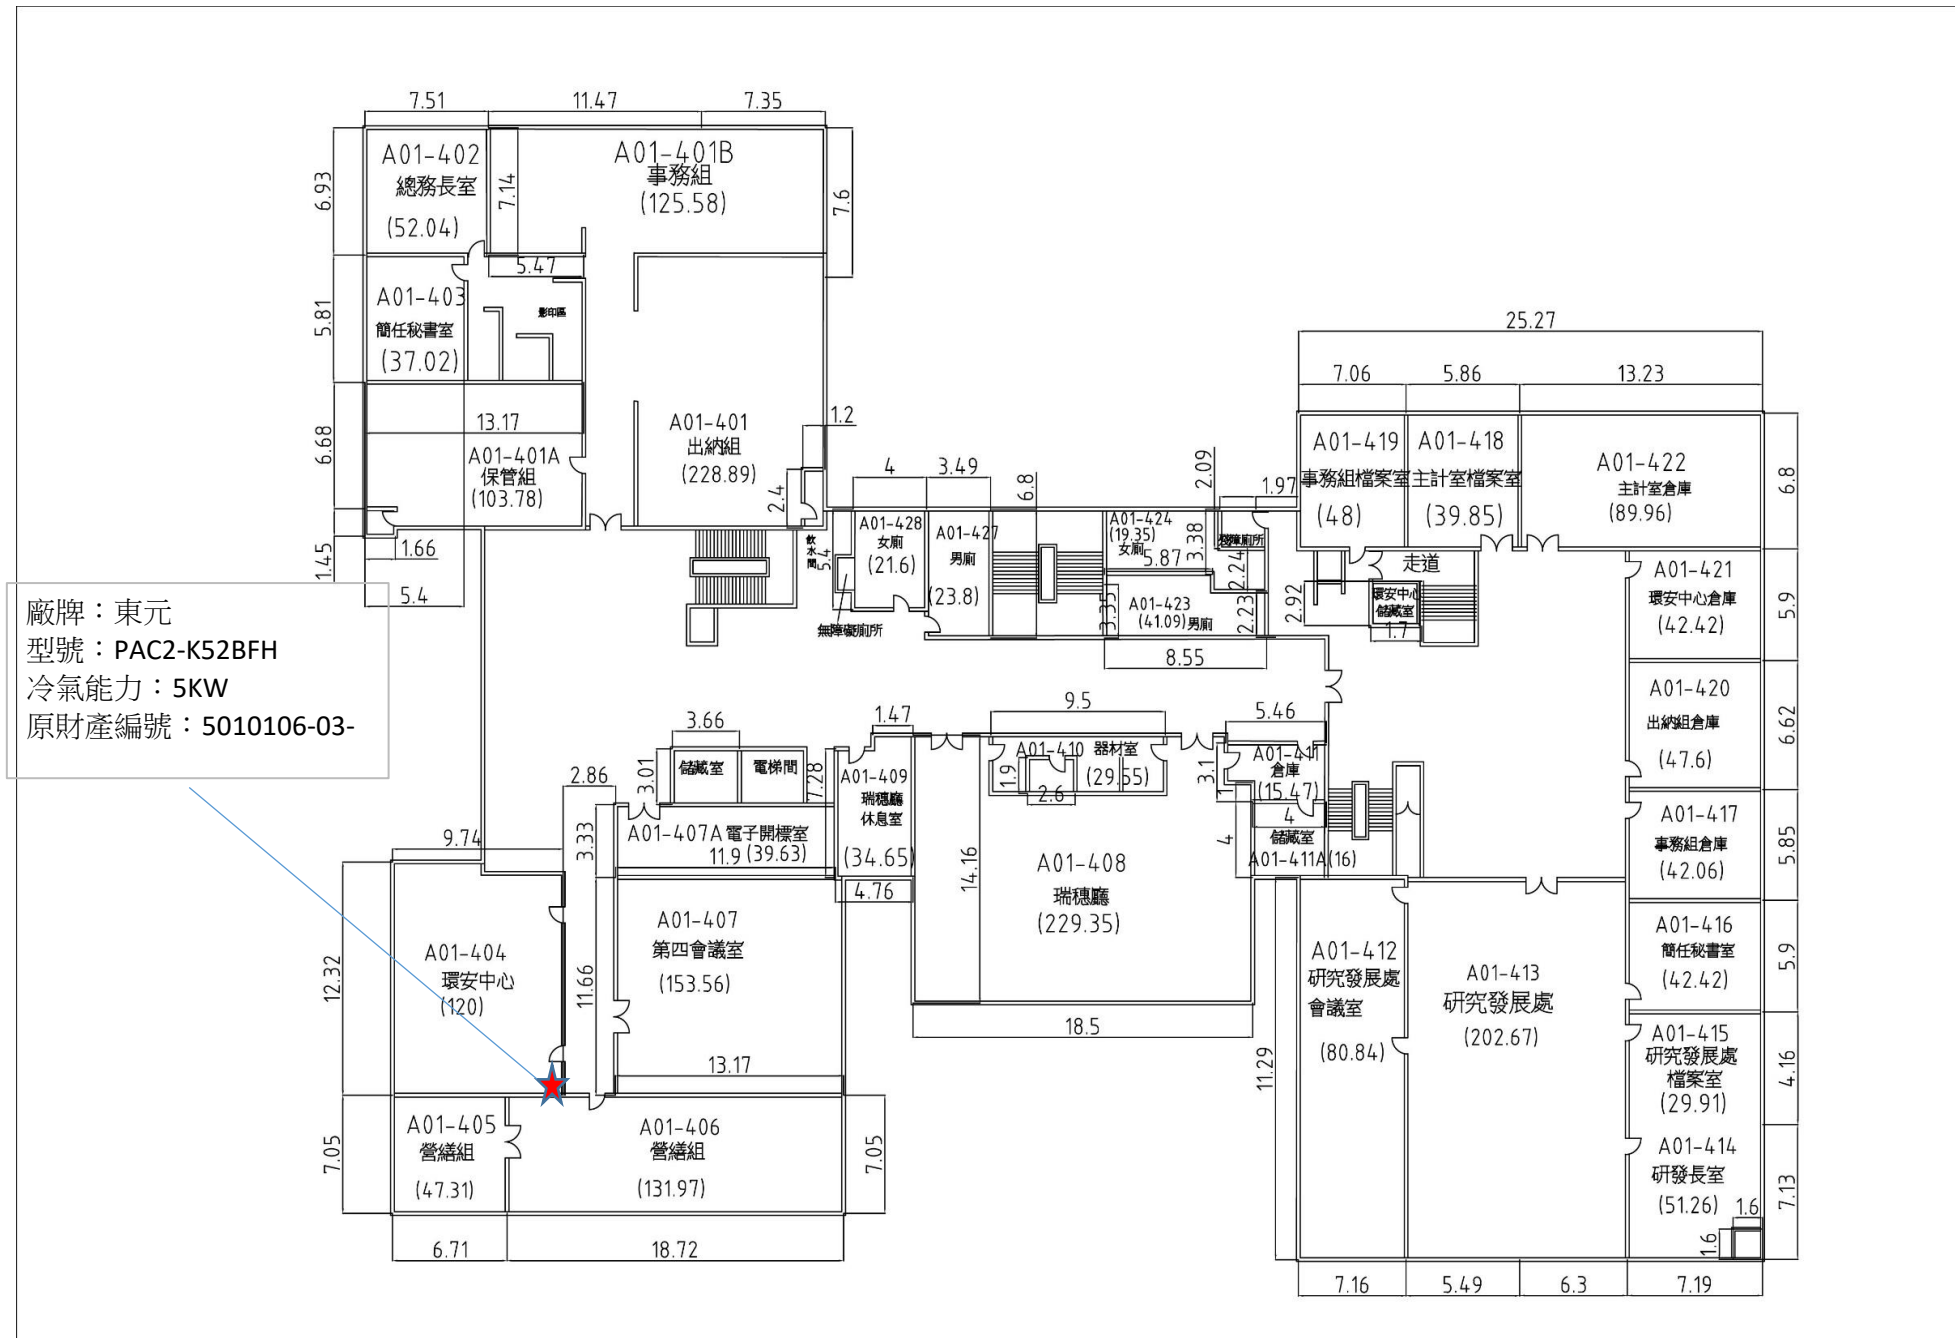 7.51
11.47
7.35
A01-402
總務長室
(52.04)
A01-401B
事務組
(125.58)
6.93
7.14
7.6
5.47
A01-403
簡任秘書室
(37.02)
影印區
5.81
13.17
A01-401A
保管組
(103.78)
6.68
1.45
1.66
5.4
A01-401
出納組
(228.89)
1.2
2.4
飲水間
5.4
4
3.49
6.8
A01-428
女廁
(21.6)
A01-427
男廁
(23.8)
無障礙廁所
A01-424
(19.35)
女廁
5.87
3.38
2.09
1.97
殘障廁所
2.24
3.35
A01-423
(41.09)男廁
2.23
8.55
25.27
7.06
5.86
13.23
A01-419
事務組檔案室
(48)
A01-418
主計室檔案室
(39.85)
A01-422
主計室倉庫
(89.96)
6.8
走道
2.92
環安中心
儲藏室
1.7
A01-421
環安中心倉庫
(42.42)
5.9
A01-420
出納組倉庫
(47.6)
6.62
A01-417
事務組倉庫
(42.06)
5.85
A01-416
簡任秘書室
(42.42)
5.9
A01-415
研究發展處
檔案室
(29.91)
4.16
A01-414
研發長室
(51.26)
7.13
1.6
1.6
廠牌：東元
型號：PAC2-K52BFH
冷氣能力：5KW
原財產編號：5010106-03-
3.66
3.01
儲藏室
電梯間
7.28
1.47
2.86
3.33
A01-407A 電子開標室
11.9 (39.63)
A01-409
瑞穗廳
休息室
(34.65)
4.76
9.5
A01-410 器材室
(29.55)
1.9
2.6
5.46
3.1
A01-411
倉庫
(15.47)
1
4
4
儲藏室
A01-411A(16)
14.16
A01-408
瑞穗廳
(229.35)
18.5
9.74
12.32
A01-404
環安中心
(120)
11.66
A01-407
第四會議室
(153.56)
13.17
7.05
A01-405
營繕組
(47.31)
A01-406
營繕組
(131.97)
7.05
6.71
18.72
11.29
A01-412
研究發展處
會議室
(80.84)
A01-413
研究發展處
(202.67)
7.16
5.49
6.3
7.19